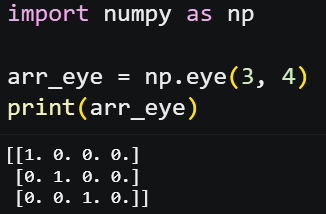 import numpy as np
arr_eye = np.eye(3, 4)
print(arr_eye)
[[1. 0. 0. 0.]
 [0. 1. 0. 0.]
 [0. 0. 1. 0.]]